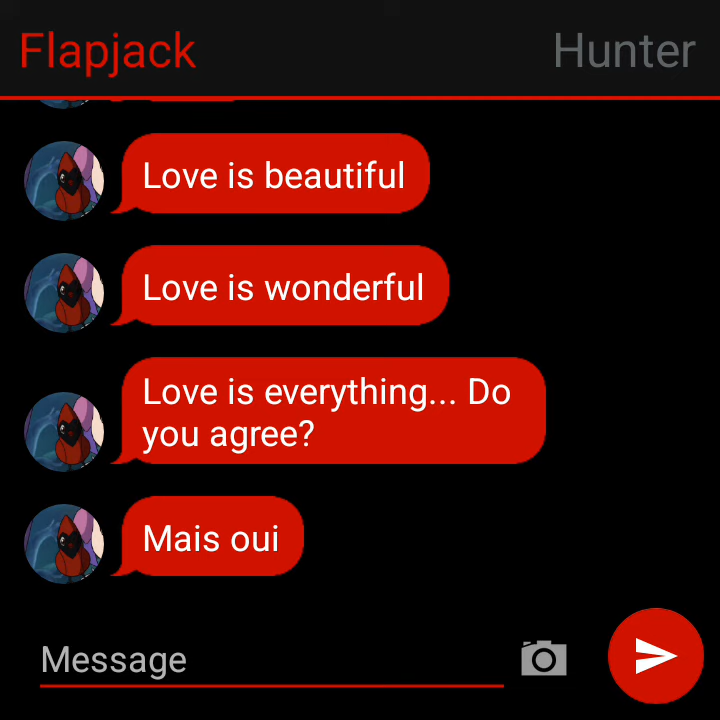 Flapjack
Hunter
Love is beautiful
Love is wonderful
Love is everything... Do
you agree?
Mais oui
Message